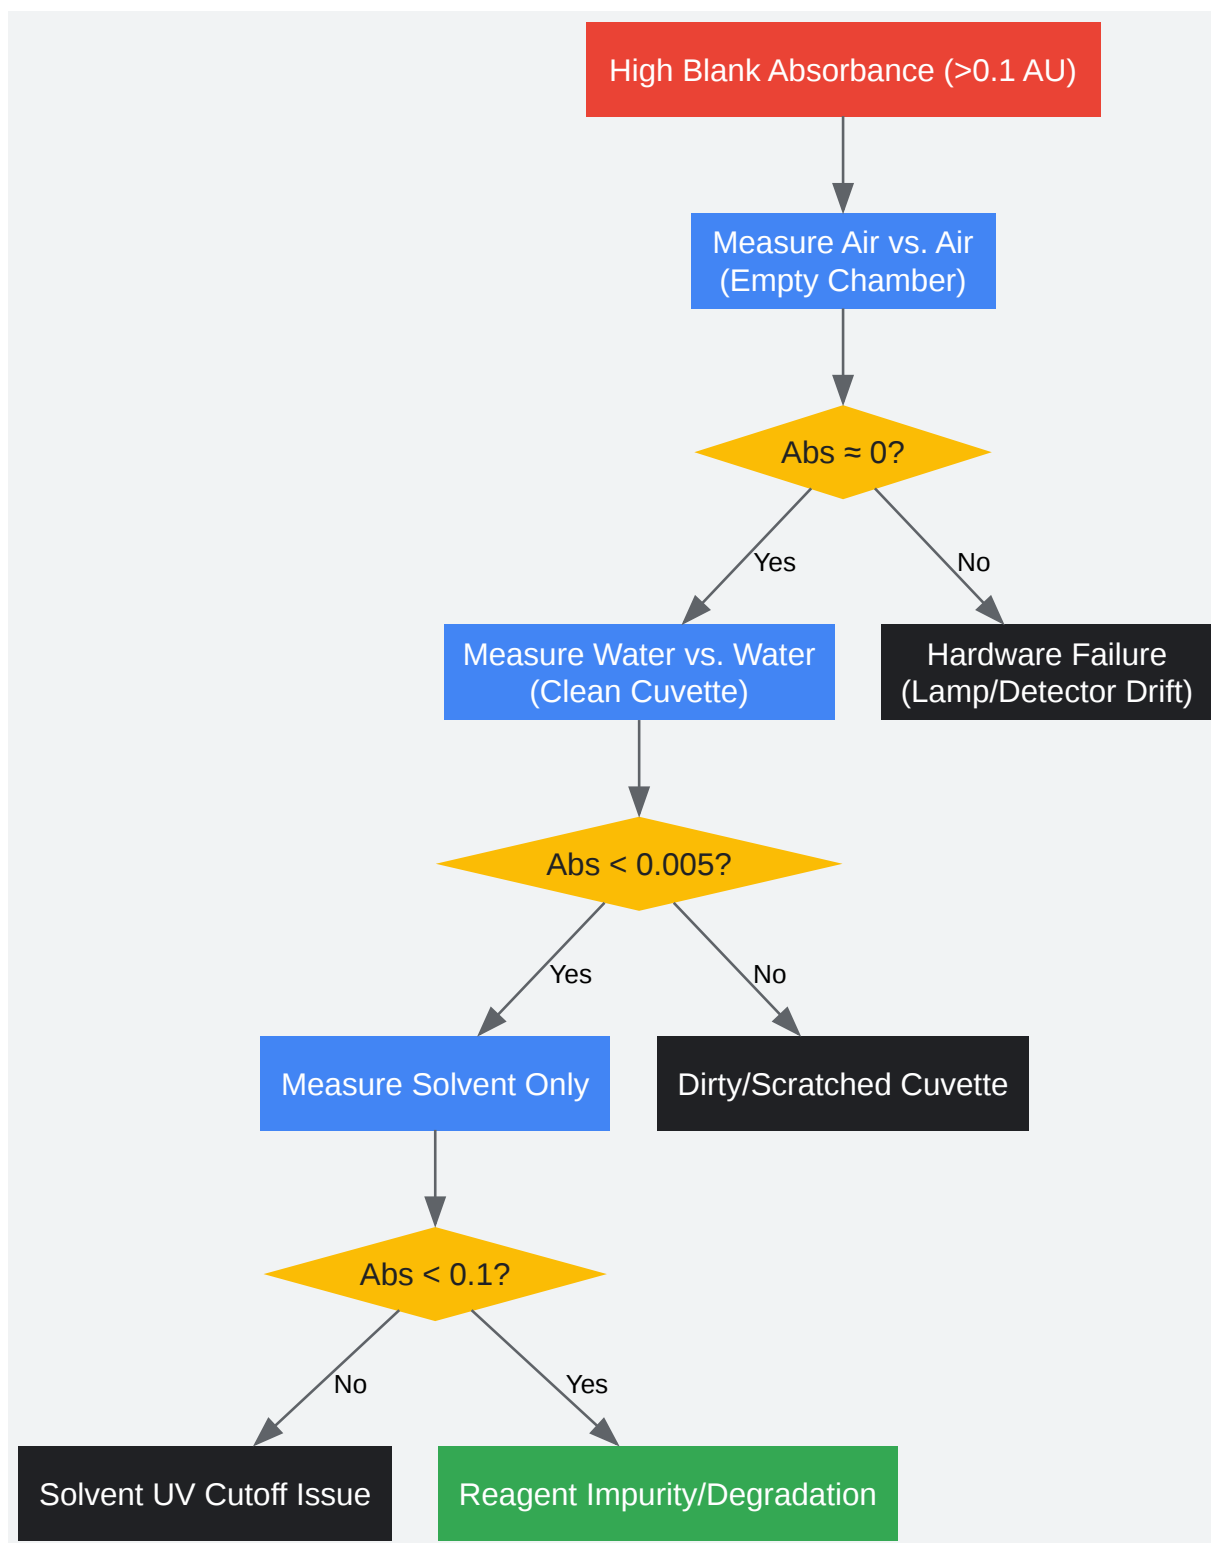 High Blank Absorbance (>0.1 AU)
Measure Air vs. Air
(Empty Chamber)
Abs ≈ 0?
Yes
No
Measure Water vs. Water
(Clean Cuvette)
Hardware Failure
(Lamp/Detector Drift)
Abs < 0.005?
Yes
No
Measure Solvent Only
Dirty/Scratched Cuvette
Abs < 0.1?
No
Yes
Solvent UV Cutoff Issue
Reagent Impurity/Degradation